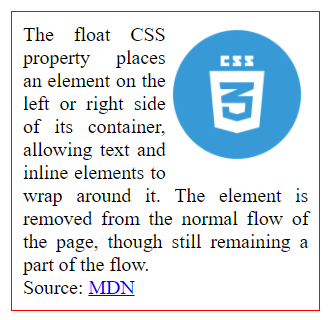 The float CSS
property places
an element on the
left or right side
of its container,
allowing text and
inline elements to
wrap around it. The element is
removed from the normal flow of
the page, though still remaining a
part of the flow.
Source: MDN
CSS
3